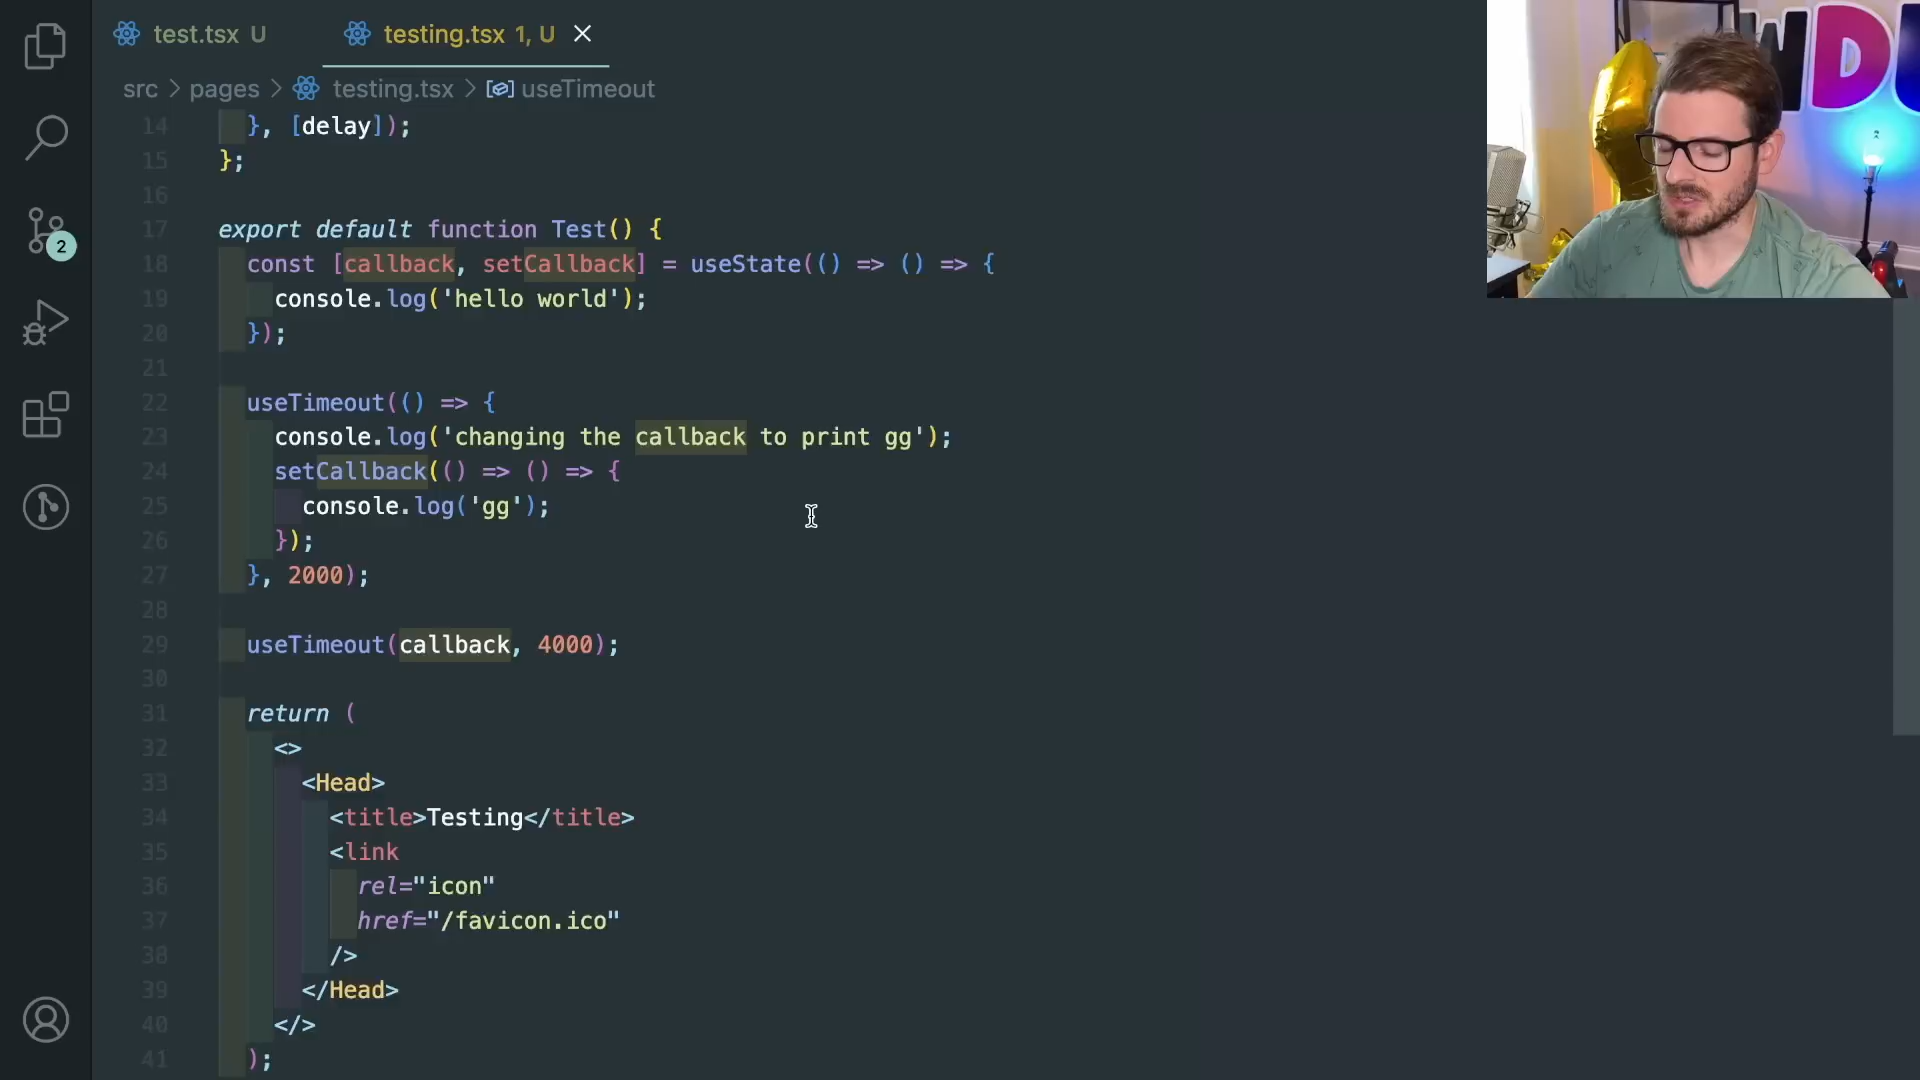 test.tsx U
testing.tsx 1, U
src > pages > testing.tsx > useTimeout
14 }, [delay]);
15 };
16
17 export default function Test() {
18 const [callback, setCallback] = useState(() => () => {
19 console.log('hello world');
20 });
21
22 useTimeout(() => {
23 console.log('changing the callback to print gg');
24 setCallback(() => () => {
25 console.log('gg');
26 });
27 }, 2000);
28
29 useTimeout(callback, 4000);
30
31 return (
32 <>
33 <Head>
34 <title>Testing</title>
35 <link
36 rel="icon"
37 href="/favicon.ico"
38 />
39 </Head>
40 </>
41 );
2